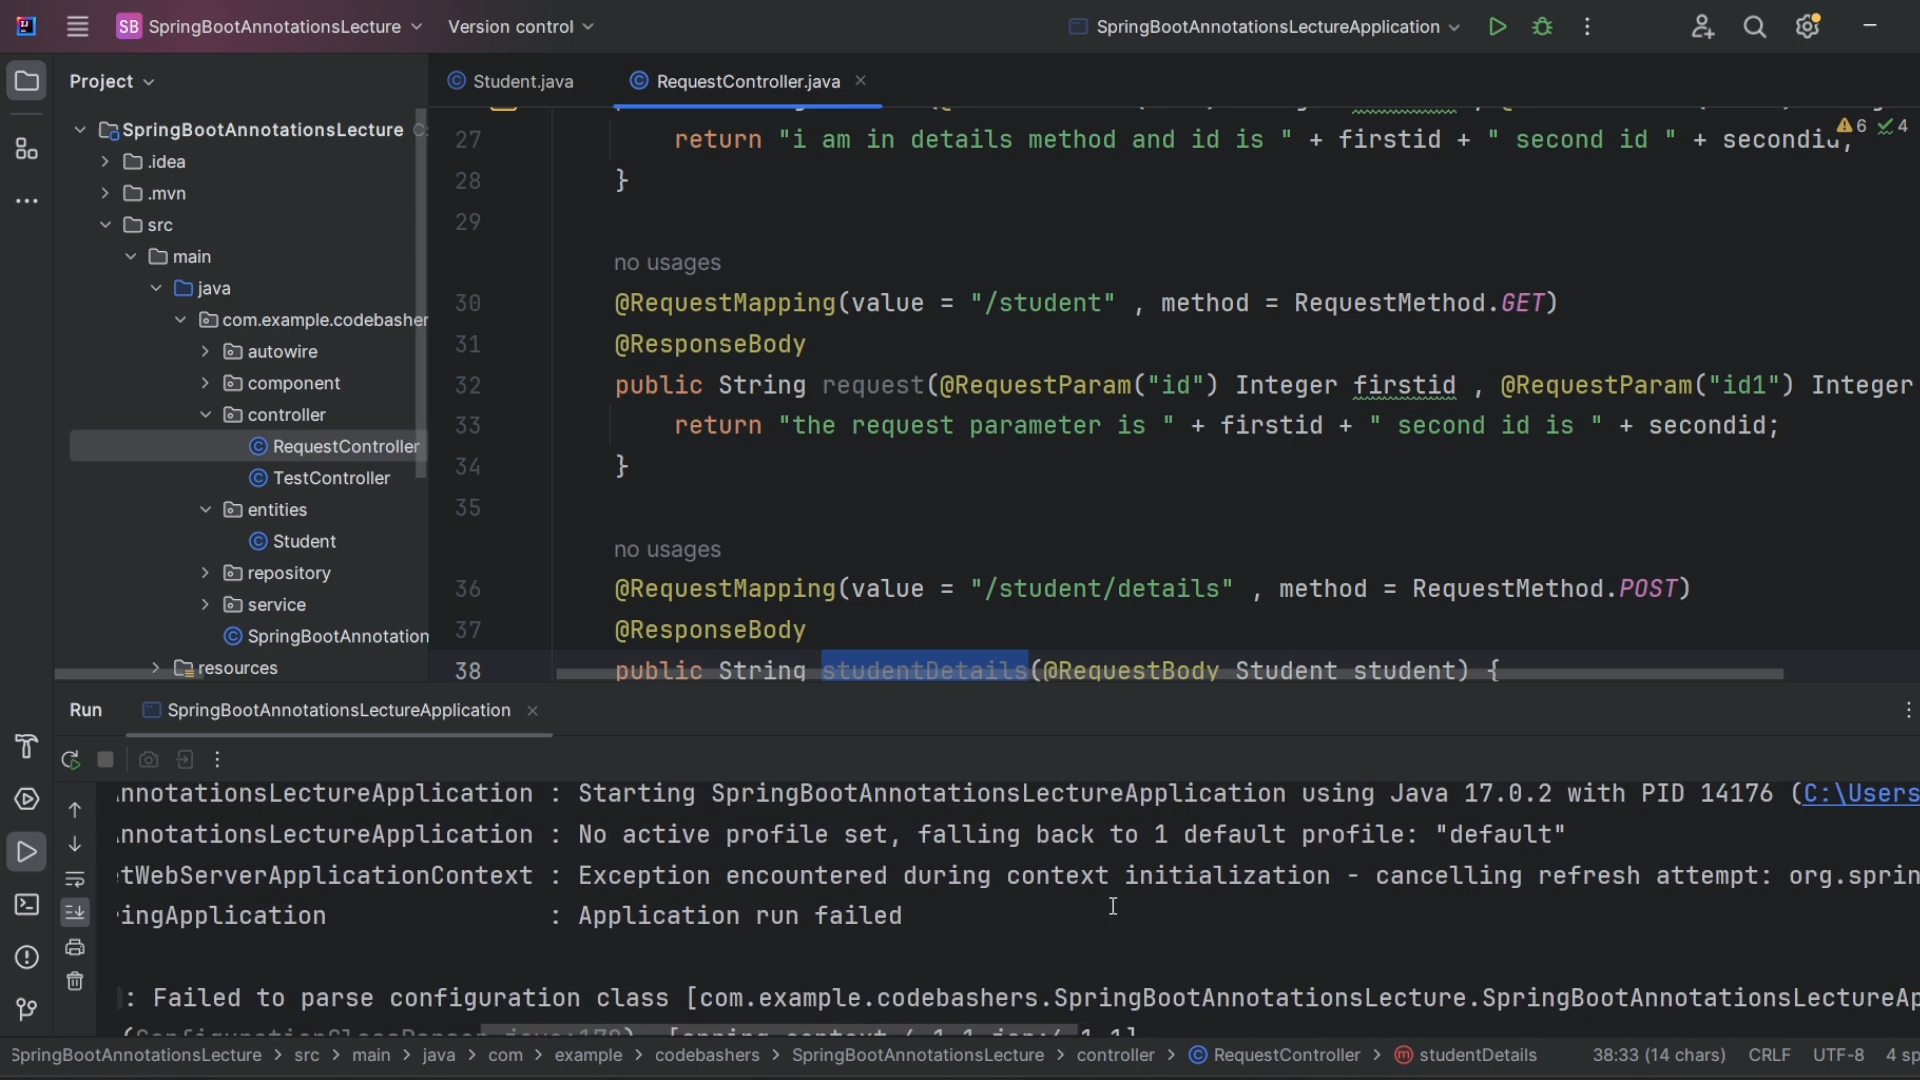 SB SpringBootAnnotationsLecture Version control SpringBootAnnotationsLectureApplication
Project
Student.java RequestController.java
SpringBootAnnotationsLecture C:
.idea
.mvn
src
main
java
com.example.codebasher
autowire
component
controller
RequestController
TestController
entities
Student
repository
service
SpringBootAnnotation
resources
6 4
27 return "i am in details method and id is " + firstid + " second id " + secondid;
28 }
29
no usages
30 @RequestMapping(value = "/student" , method = RequestMethod.GET)
31 @ResponseBody
32 public String request(@RequestParam("id") Integer firstid , @RequestParam("id1") Integer
33 return "the request parameter is " + firstid + " second id is " + secondid;
34 }
35
no usages
36 @RequestMapping(value = "/student/details" , method = RequestMethod.POST)
37 @ResponseBody
38 public String studentDetails(@RequestBody Student student) {
Run SpringBootAnnotationsLectureApplication
nnotationsLectureApplication : Starting SpringBootAnnotationsLectureApplication using Java 17.0.2 with PID 14176 (C:\Users
nnotationsLectureApplication : No active profile set, falling back to 1 default profile: "default"
tWebServerApplicationContext : Exception encountered during context initialization - cancelling refresh attempt: org.sprin
ingApplication : Application run failed
: Failed to parse configuration class [com.example.codebashers.SpringBootAnnotationsLecture.SpringBootAnnotationsLectureAp
SpringBootAnnotationsLecture > src > main > java > com > example > codebashers > SpringBootAnnotationsLecture > controller > RequestController > studentDetails 38:33 (14 chars) CRLF UTF-8 4 sp